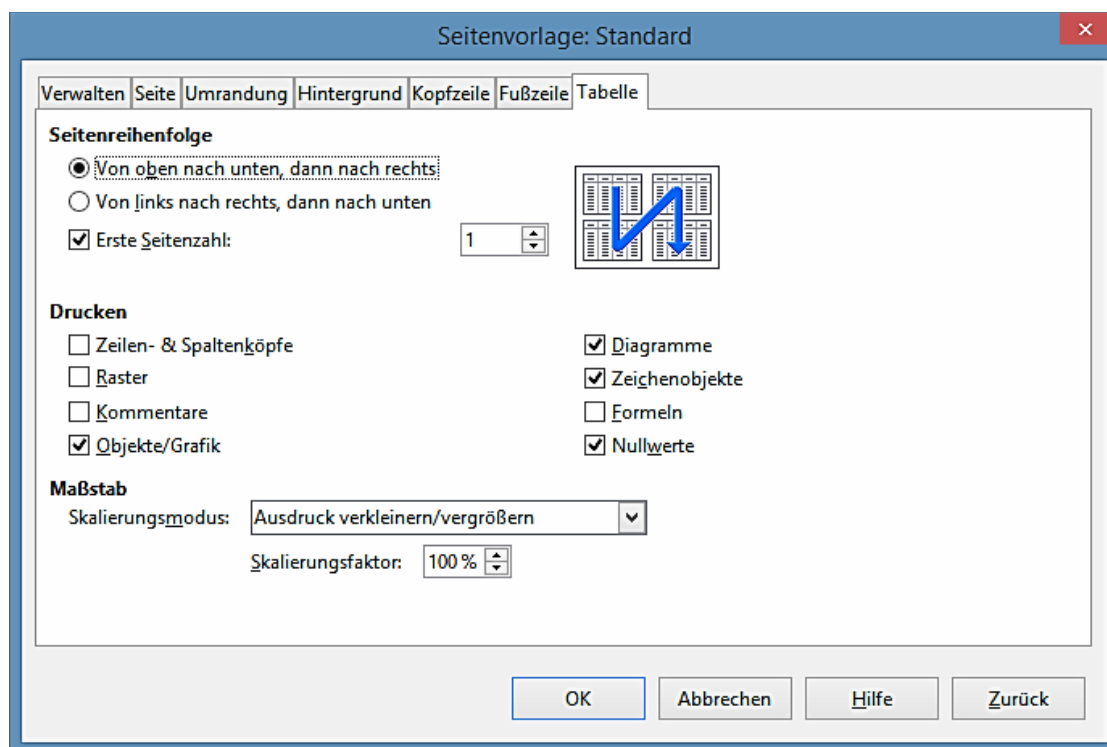 Seitenvorlage: Standard
Verwalten Seite Umrandung Hintergrund Kopfzeile Fußzeile Tabelle
Seitenreihenfolge
Von oben nach unten, dann nach rechts
Von links nach rechts, dann nach unten
Erste Seitenzahl: 1
Drucken
Zeilen- & Spaltenköpfe Diagramme
Raster Zeichenobjekte
Kommentare Formeln
Objekte/Grafik Nullwerte
Maßstab
Skalierungsmodus: Ausdruck verkleinern/vergrößern
Skalierungsfaktor: 100 %
OK Abbrechen Hilfe Zurück